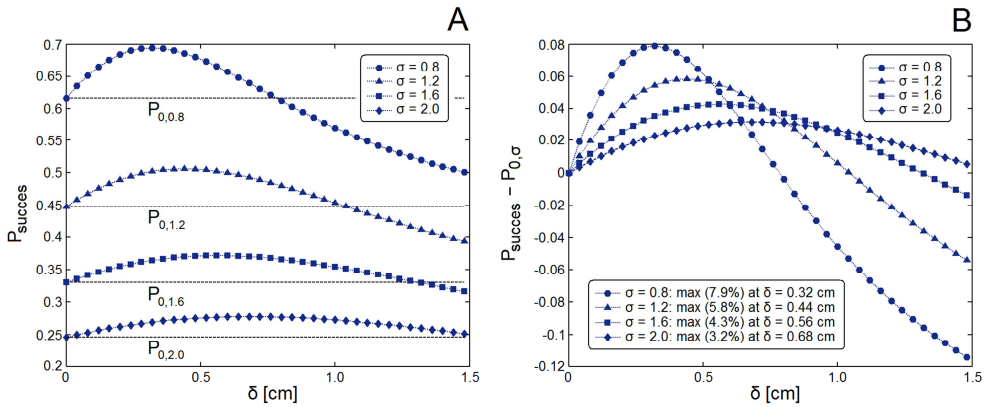 A
0.7
0.65
0.6
0.55
0.5
0.45
0.4
0.35
0.3
0.25
0.2
P_succes
0
0.5
1.0
1.5
δ [cm]
σ = 0.8
σ = 1.2
σ = 1.6
σ = 2.0
P_0,0.8
P_0,1.2
P_0,1.6
P_0,2.0
B
0.08
0.06
0.04
0.02
0
-0.02
-0.04
-0.06
-0.08
-0.1
-0.12
P_succes − P_0,σ
0
0.5
1.0
1.5
δ [cm]
σ = 0.8
σ = 1.2
σ = 1.6
σ = 2.0
σ = 0.8: max (7.9%) at δ = 0.32 cm
σ = 1.2: max (5.8%) at δ = 0.44 cm
σ = 1.6: max (4.3%) at δ = 0.56 cm
σ = 2.0: max (3.2%) at δ = 0.68 cm